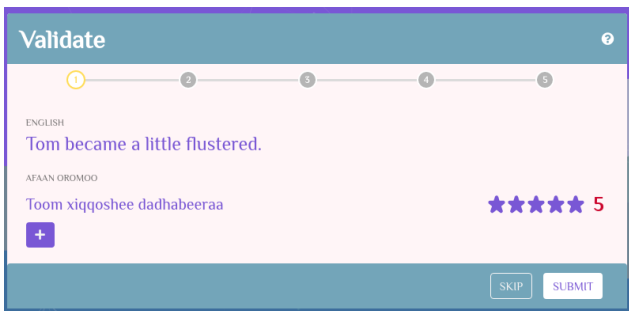 Validate
?
1 2 3 4 5
ENGLISH
Tom became a little flustered.
AFAAN OROMOO
Toom xiqqoshee dadhabeeraa
5
+
SKIP SUBMIT